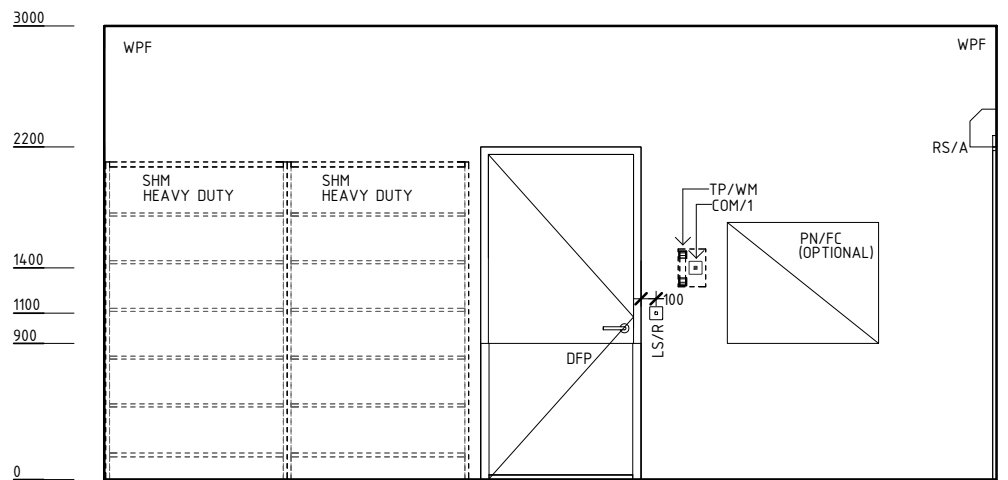 3000
WPF
WPF
2200
RS/A
SHM
HEAVY DUTY
SHM
HEAVY DUTY
TP/WM
COM/1
PN/FC
(OPTIONAL)
1400
1100
100
900
LS/R
DFP
0